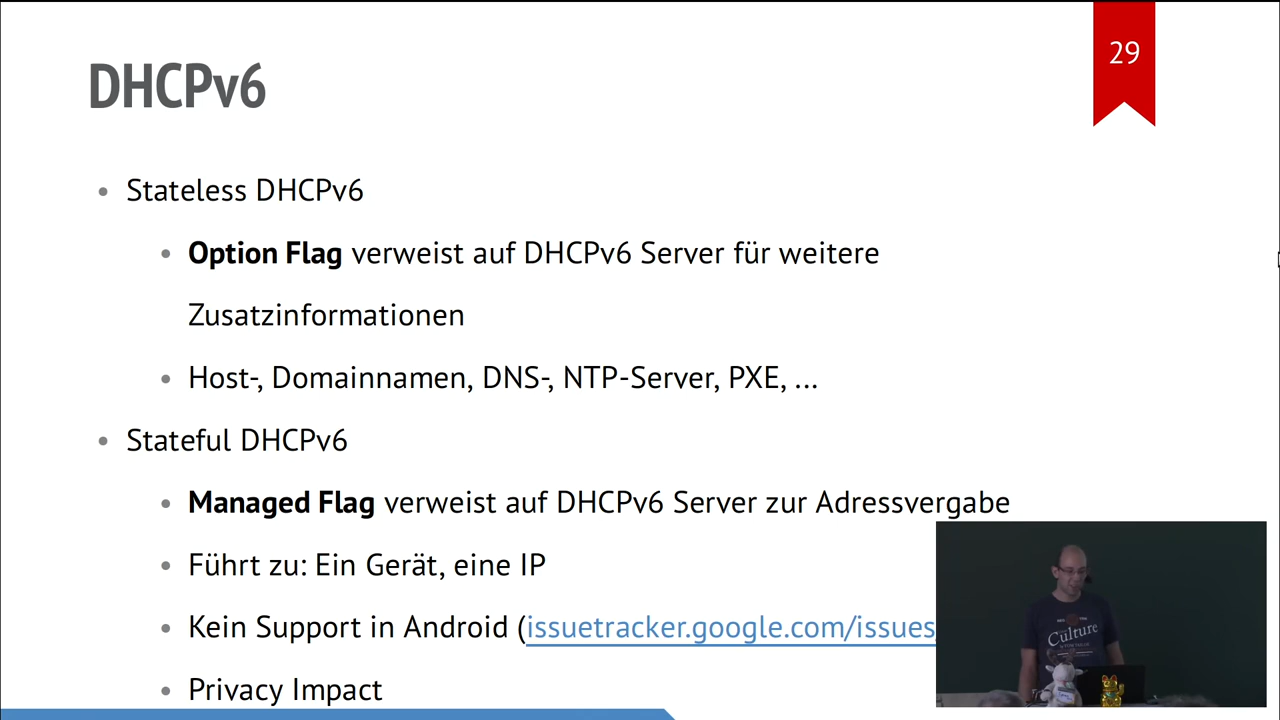 29
DHCPv6
Stateless DHCPv6
Option Flag verweist auf DHCPv6 Server für weitere
Zusatzinformationen
Host-, Domainnamen, DNS-, NTP-Server, PXE, ...
Stateful DHCPv6
Managed Flag verweist auf DHCPv6 Server zur Adressvergabe
Führt zu: Ein Gerät, eine IP
Kein Support in Android (issuetracker.google.com/issues
Privacy Impact
Culture